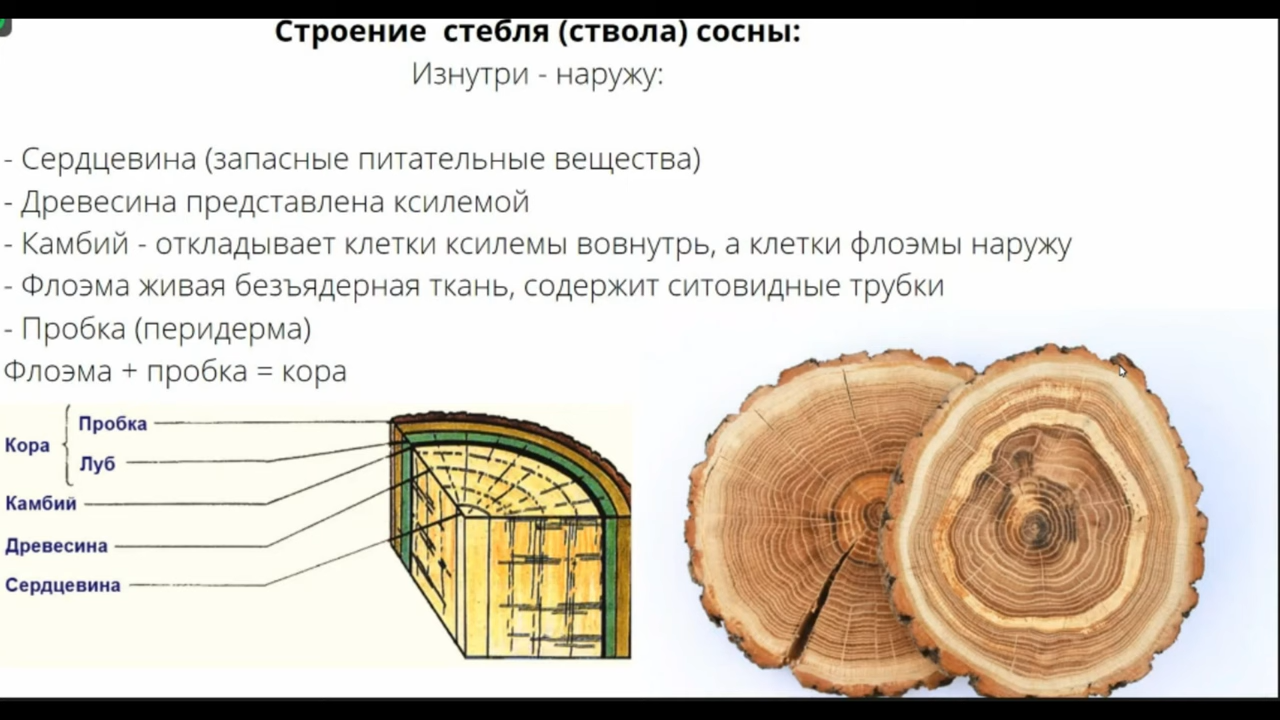 Строение стебля (ствола) сосны:
Изнутри - наружу:
- Сердцевина (запасные питательные вещества)
- Древесина представлена ксилемой
- Камбий - откладывает клетки ксилемы вовнутрь, а клетки флоэмы наружу
- Флоэма живая безъядерная ткань, содержит ситовидные трубки
- Пробка (перидерма)
Флоэма + пробка = кора
Кора
Пробка
Луб
Камбий
Древесина
Сердцевина